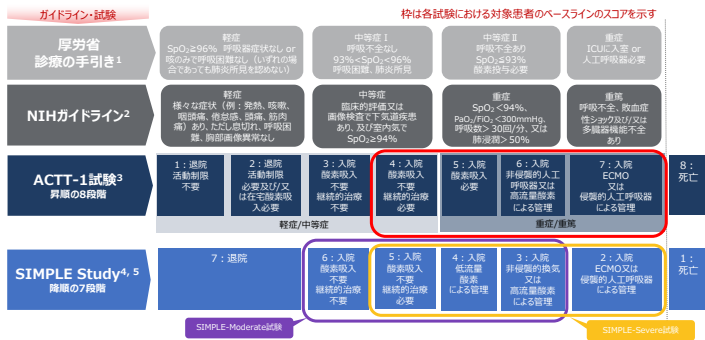 ガイドライン・試験
枠は各試験における対象患者のベースラインのスコアを示す
厚労省
診療の手引き1
軽症
SpO2≧96% 呼吸器症状なし or
咳のみで呼吸困難なし（いずれの場
合であっても肺炎所見を認めない）
中等症 I
呼吸不全なし
93%<SpO2<96%
呼吸困難、肺炎所見
中等症 II
呼吸不全あり
SpO2≦93%
酸素投与必要
重症
ICUに入室 or
人工呼吸器必要
NIHガイドライン2
軽症
様々な症状（例：発熱、咳嗽、
咽頭痛、倦怠感、頭痛、筋肉
痛）あり、ただし息切れ、呼吸困
難、胸部画像異常なし
中等症
臨床的評価又は
画像検査で下気道疾患
あり、及び室内気で
SpO2≧94%
重症
SpO2<94%、
PaO2/FiO2<300mmHg、
呼吸数>30回/分、又は
肺浸潤>50%
重篤
呼吸不全、敗血症
性ショック及び/又は
多臓器機能不全
あり
ACTT-1試験3
昇順の8段階
1：退院
活動制限
不要
2：退院
活動制限
必要及び/又
は在宅酸素吸
入必要
3：入院
酸素吸入
不要
継続的治療
不要
4：入院
酸素吸入
不要
継続的治療
必要
5：入院
酸素吸入
必要
6：入院
非侵襲的人工
呼吸器又は
高流量酸素
による管理
7：入院
ECMO
又は
侵襲的人工呼吸器
による管理
8：
死亡
軽症/中等症
重症/重篤
SIMPLE Study4, 5
降順の7段階
7：退院
6：入院
酸素吸入
不要
継続的治療
不要
5：入院
酸素吸入
不要
継続的治療
必要
4：入院
低流量
酸素
による管理
3：入院
非侵襲的換気
又は
高流量酸素
による管理
2：入院
ECMO又は
侵襲的人工呼吸器
による管理
1：
死亡
SIMPLE-Moderate試験
SIMPLE-Severe試験